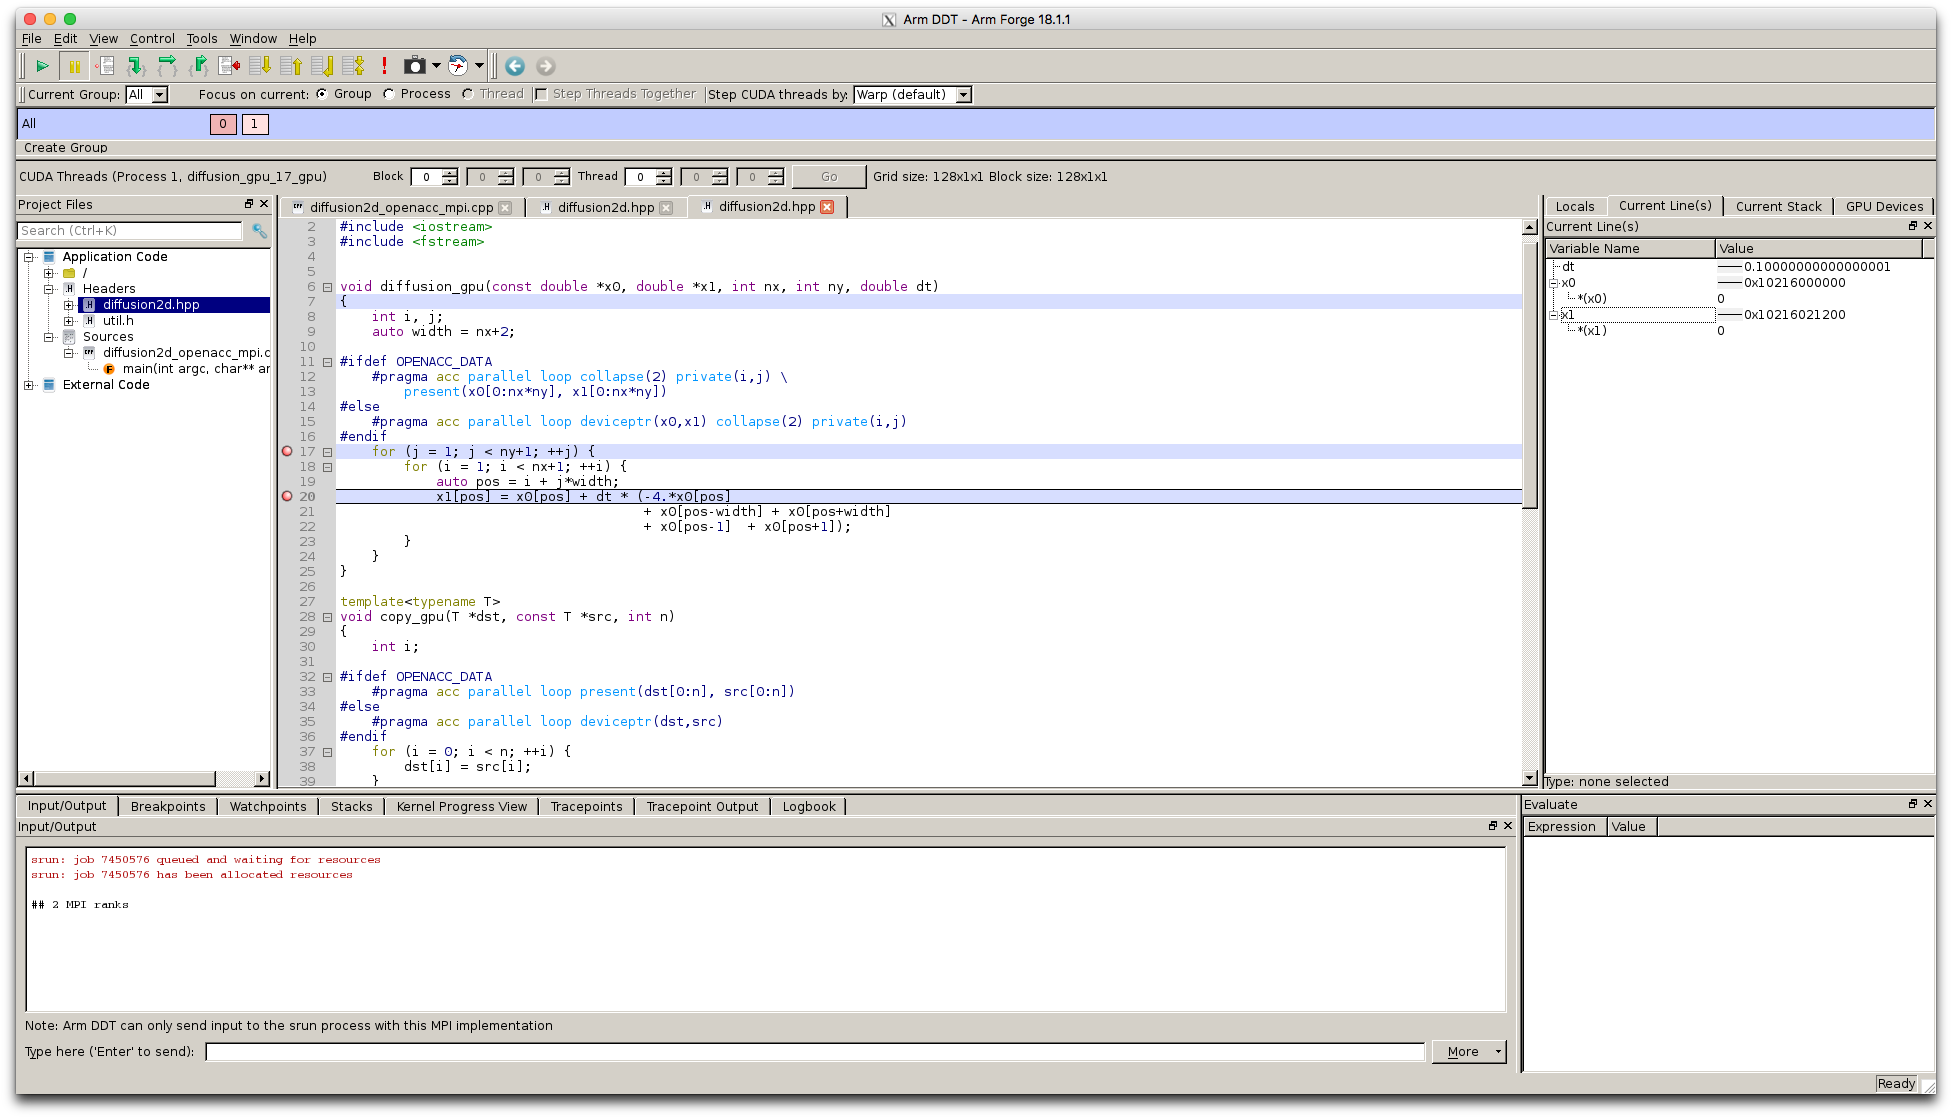 Arm DDT - Arm Forge 18.1.1
File Edit View Control Tools Window Help
Current Group: All Focus on current: Group Process Thread Step Threads Together Step CUDA threads by: Warp (default)
All 0 1
Create Group
CUDA Threads (Process 1, diffusion_gpu_17_gpu) Block 0 0 0 Thread 0 0 0 Go Grid size: 128x1x1 Block size: 128x1x1
Project Files
Search (Ctrl+K)
Application Code
/
Headers
diffusion2d.hpp
util.h
Sources
diffusion2d_openacc_mpi.c
main(int argc, char** ar
External Code
diffusion2d_openacc_mpi.cpp diffusion2d.hpp diffusion2d.hpp
2 #include <iostream>
3 #include <fstream>
4
5
6 void diffusion_gpu(const double *x0, double *x1, int nx, int ny, double dt)
7 {
8 int i, j;
9 auto width = nx+2;
10
11 #ifdef OPENACC_DATA
12 #pragma acc parallel loop collapse(2) private(i,j) \
13 present(x0[0:nx*ny], x1[0:nx*ny])
14 #else
15 #pragma acc parallel loop deviceptr(x0,x1) collapse(2) private(i,j)
16 #endif
17 for (j = 1; j < ny+1; ++j) {
18 for (i = 1; i < nx+1; ++i) {
19 auto pos = i + j*width;
20 x1[pos] = x0[pos] + dt * (-4.*x0[pos]
21 + x0[pos-width] + x0[pos+width]
22 + x0[pos-1] + x0[pos+1]);
23 }
24 }
25 }
26
27 template<typename T>
28 void copy_gpu(T *dst, const T *src, int n)
29 {
30 int i;
31
32 #ifdef OPENACC_DATA
33 #pragma acc parallel loop present(dst[0:n], src[0:n])
34 #else
35 #pragma acc parallel loop deviceptr(dst,src)
36 #endif
37 for (i = 0; i < n; ++i) {
38 dst[i] = src[i];
39 }
Locals Current Line(s) Current Stack GPU Devices
Current Line(s)
Variable Name Value
dt 0.10000000000000001
x0 0x10216000000
*(x0) 0
x1 0x10216021200
*(x1) 0
Type: none selected
Input/Output Breakpoints Watchpoints Stacks Kernel Progress View Tracepoints Tracepoint Output Logbook
Input/Output
srun: job 7450576 queued and waiting for resources
srun: job 7450576 has been allocated resources
## 2 MPI ranks
Note: Arm DDT can only send input to the srun process with this MPI implementation
Type here ('Enter' to send): More
Evaluate
Expression Value
Ready